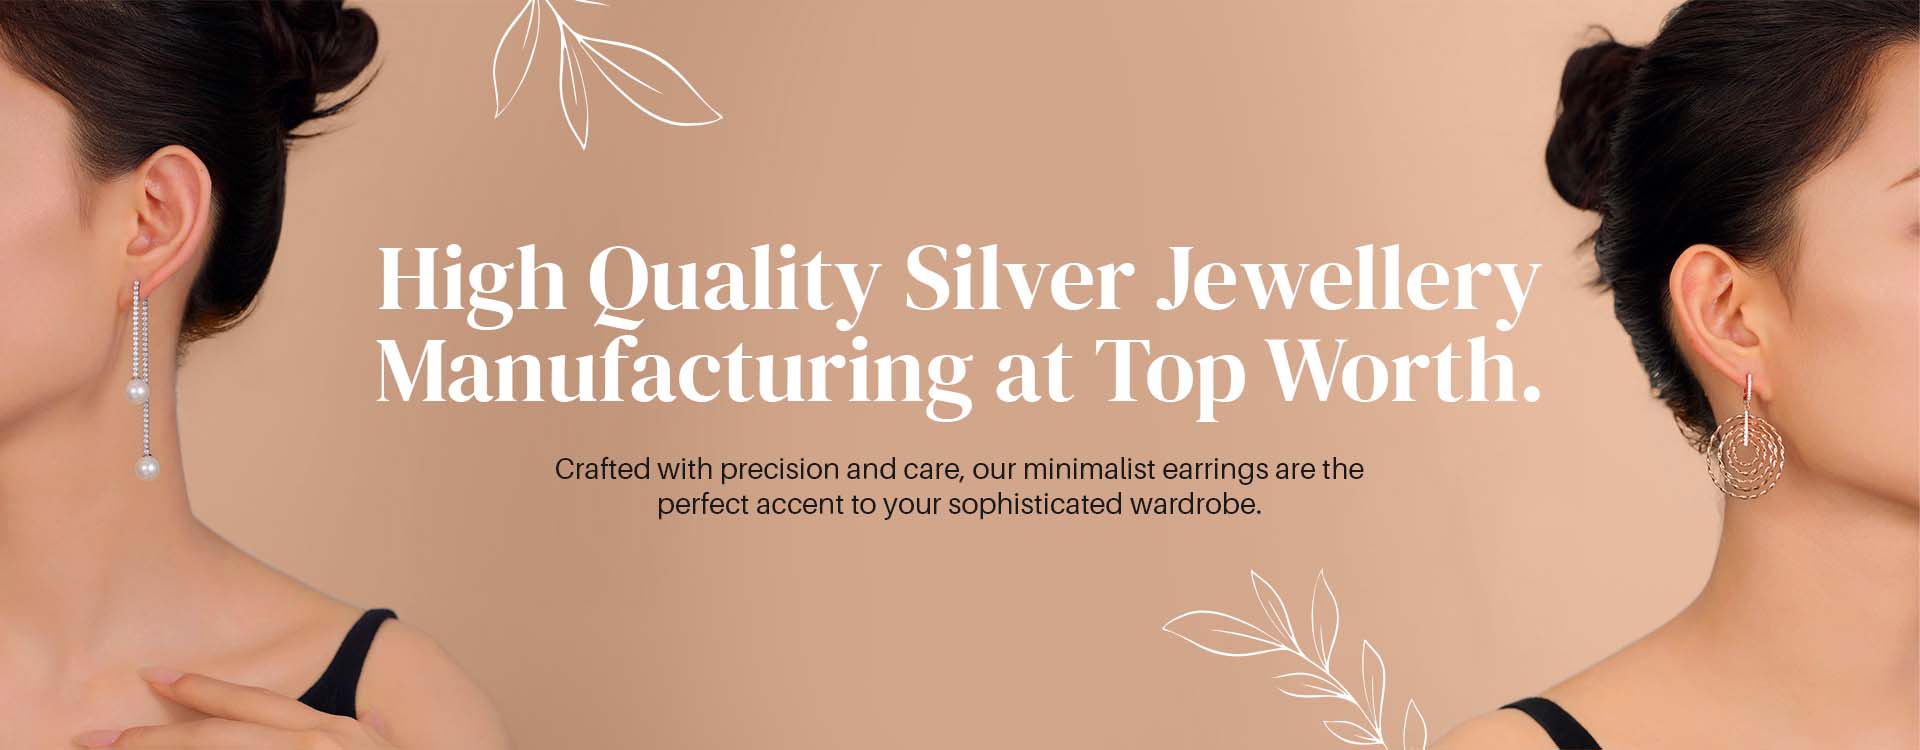 High Quality Silver Jewellery
Manufacturing at Top Worth.
Crafted with precision and care, our minimalist earrings are the
perfect accent to your sophisticated wardrobe.